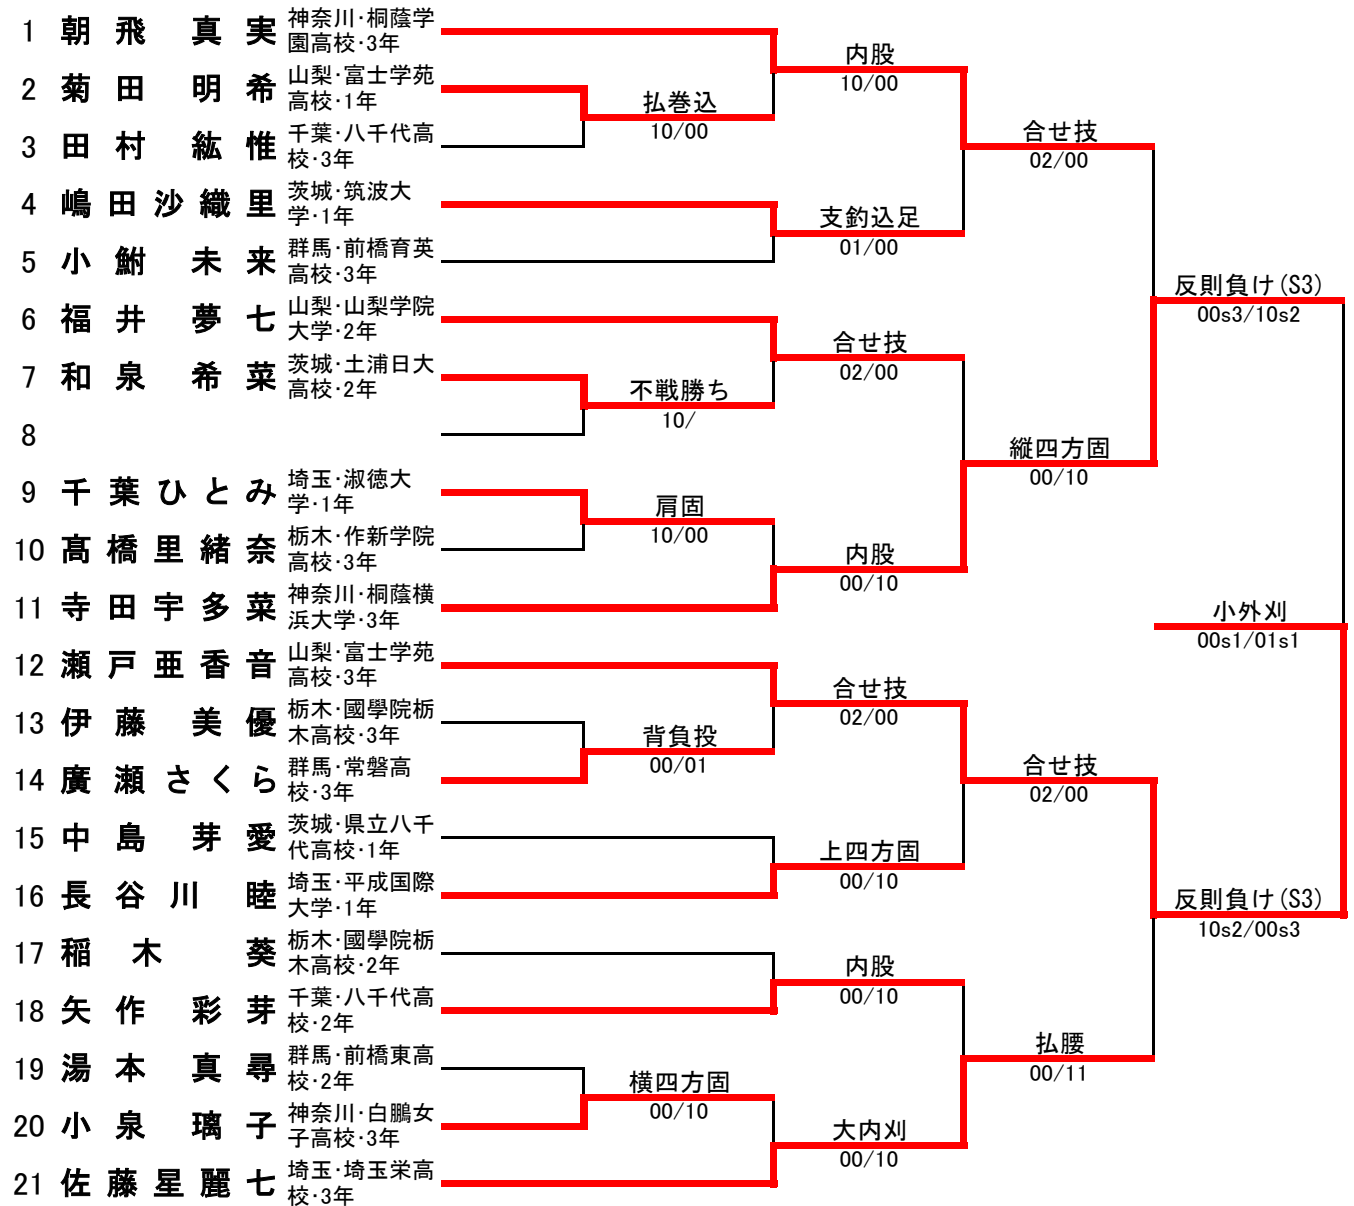 1 朝飛 真実 神奈川・桐蔭学
園高校・3年
2 菊田 明希 山梨・富士学苑
高校・1年
3 田村 紘惟 千葉・八千代高
校・3年
4 嶋田沙織里 茨城・筑波大
学・1年
5 小鮒 未来 群馬・前橋育英
高校・3年
6 福井 夢七 山梨・山梨学院
大学・2年
7 和泉 希菜 茨城・土浦日大
高校・2年
8
9 千葉ひとみ 埼玉・淑徳大
学・1年
10 髙橋里緒奈 栃木・作新学院
高校・3年
11 寺田宇多菜 神奈川・桐蔭横
浜大学・3年
12 瀬戸亜香音 山梨・富士学苑
高校・3年
13 伊藤 美優 栃木・國學院栃
木高校・3年
14 廣瀬さくら 群馬・常磐高
校・3年
15 中島 芽愛 茨城・県立八千
代高校・1年
16 長谷川 睦 埼玉・平成国際
大学・1年
17 稲木 葵 栃木・國學院栃
木高校・2年
18 矢作 彩芽 千葉・八千代高
校・2年
19 湯本 真尋 群馬・前橋東高
校・2年
20 小泉 璃子 神奈川・白鵬女
子高校・3年
21 佐藤星麗七 埼玉・埼玉栄高
校・3年
払巻込
10/00
不戦勝ち
10/
肩固
10/00
背負投
00/01
横四方固
00/10
内股
10/00
支釣込足
01/00
合せ技
02/00
内股
00/10
合せ技
02/00
上四方固
00/10
内股
00/10
大内刈
00/10
合せ技
02/00
縦四方固
00/10
合せ技
02/00
払腰
00/11
反則負け(S3)
00s3/10s2
反則負け(S3)
10s2/00s3
小外刈
00s1/01s1